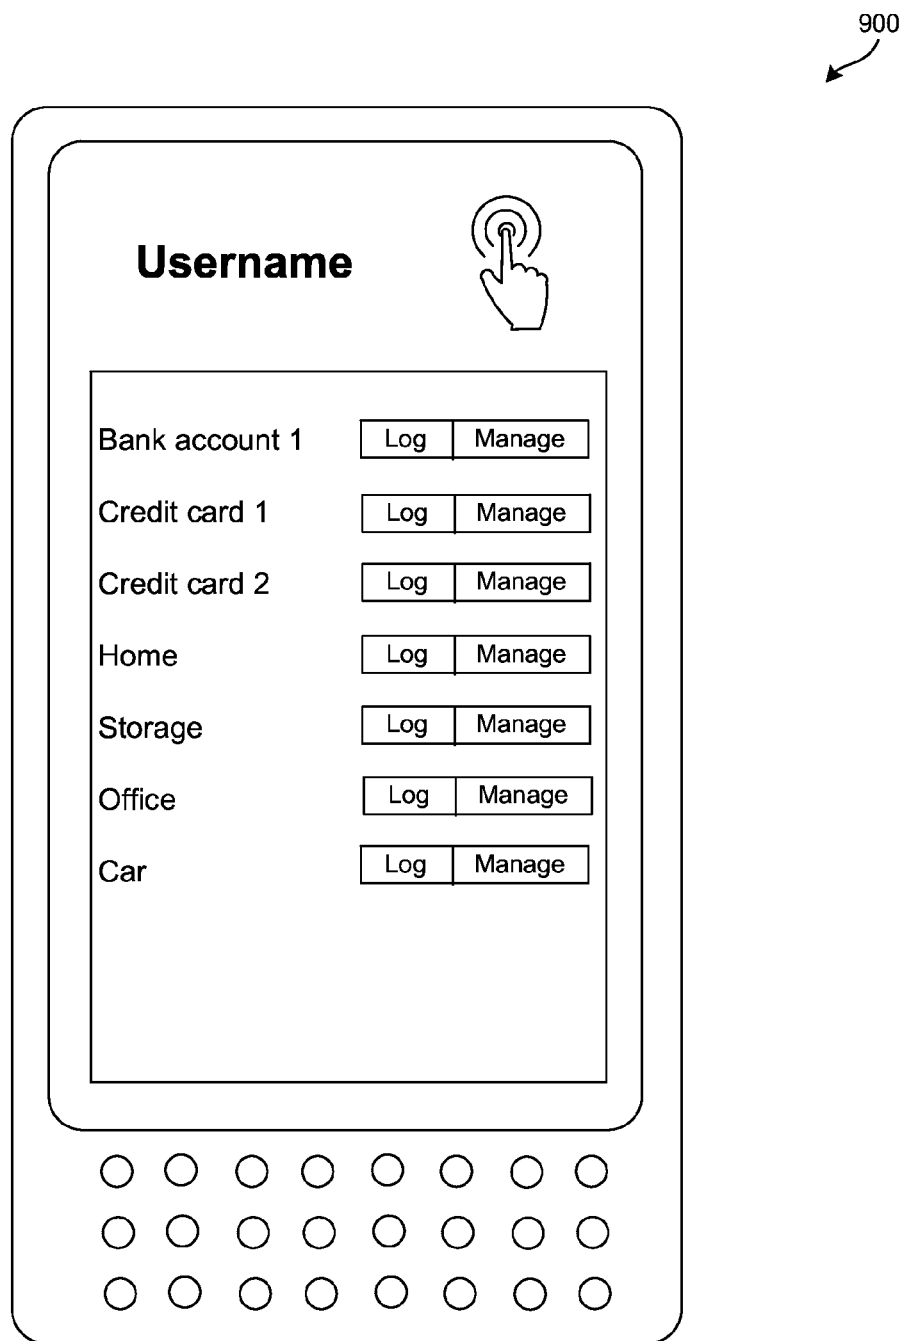 900
Username
Bank account 1 Log Manage
Credit card 1 Log Manage
Credit card 2 Log Manage
Home Log Manage
Storage Log Manage
Office Log Manage
Car Log Manage